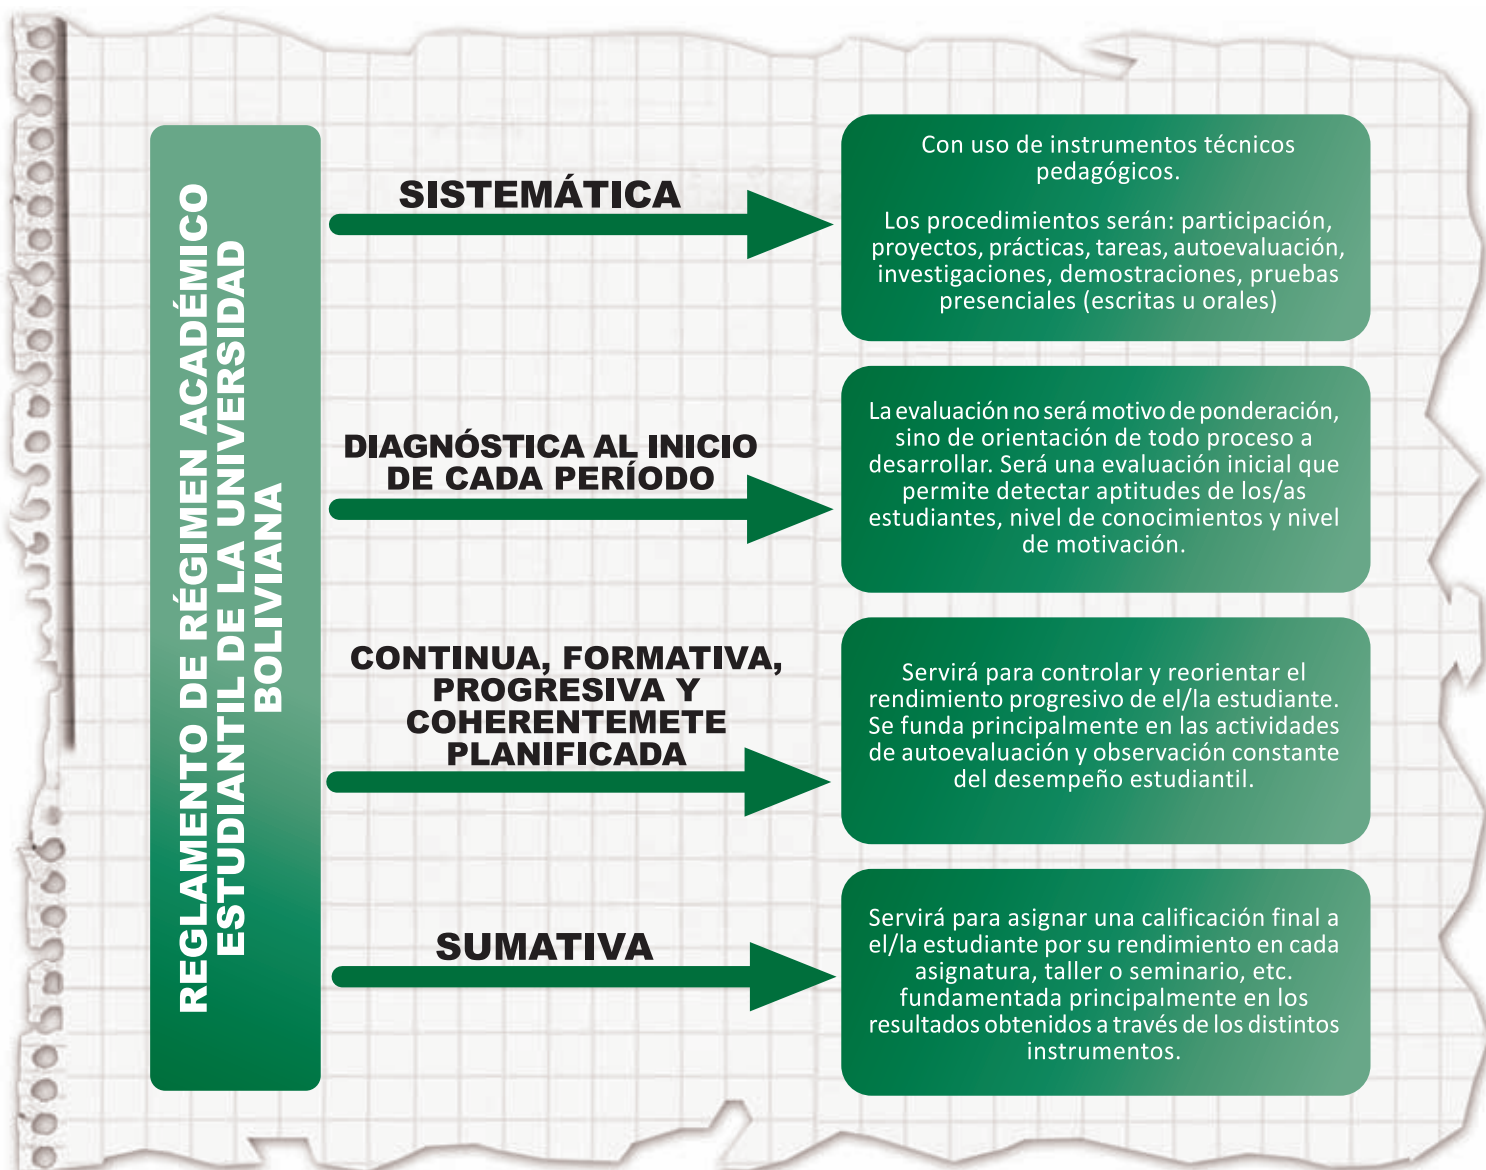 REGLAMENTO DE RÉGIMEN ACADÉMICO
ESTUDIANTIL DE LA UNIVERSIDAD
BOLIVIANA
SISTEMÁTICA
Con uso de instrumentos técnicos
pedagógicos.
Los procedimientos serán: participación,
proyectos, prácticas, tareas, autoevaluación,
investigaciones, demostraciones, pruebas
presenciales (escritas u orales)
DIAGNÓSTICA AL INICIO
DE CADA PERÍODO
La evaluación no será motivo de ponderación,
sino de orientación de todo proceso a
desarrollar. Será una evaluación inicial que
permite detectar aptitudes de los/as
estudiantes, nivel de conocimientos y nivel
de motivación.
CONTINUA, FORMATIVA,
PROGRESIVA Y
COHERENTEMETE
PLANIFICADA
Servirá para controlar y reorientar el
rendimiento progresivo de el/la estudiante.
Se funda principalmente en las actividades
de autoevaluación y observación constante
del desempeño estudiantil.
SUMATIVA
Servirá para asignar una calificación final a
el/la estudiante por su rendimiento en cada
asignatura, taller o seminario, etc.
fundamentada principalmente en los
resultados obtenidos a través de los distintos
instrumentos.